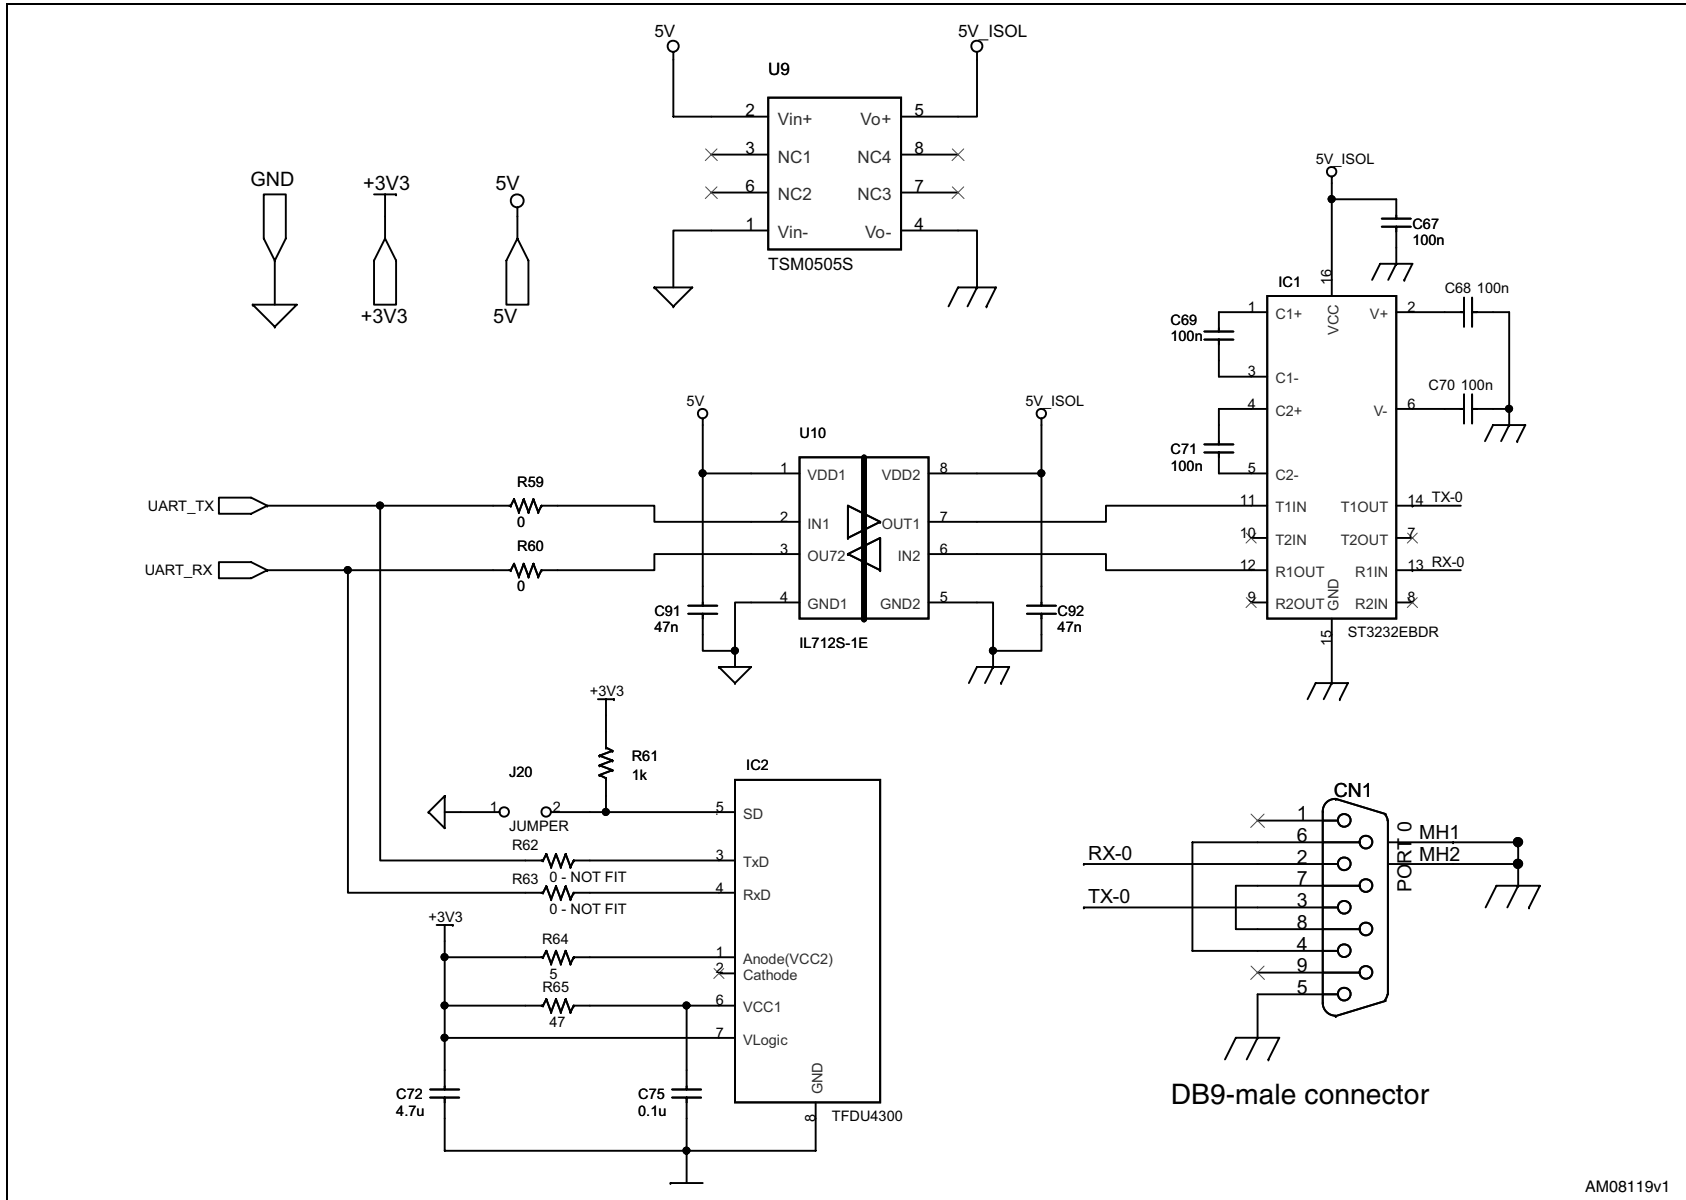 5V
5V_ISOL
U9
2 Vin+ Vo+ 5
3 NC1 NC4 8
6 NC2 NC3 7
1 Vin- Vo- 4
TSM0505S
GND
+3V3
5V
+3V3
5V
5V_ISOL
C67
100n
16
IC1
C68 100n
1 C1+ VCC V+ 2
C69
100n
3 C1-
C70 100n
4 C2+ V- 6
C71
100n
5 C2-
11 T1IN T1OUT 14 TX-0
10 T2IN T2OUT 7
12 R1OUT R1IN 13 RX-0
9 R2OUT GND R2IN 8
15
ST3232EBDR
5V
5V_ISOL
U10
1 VDD1 VDD2 8
2 IN1 OUT1 7
3 OU72 IN2 6
4 GND1 GND2 5
C91
47n
C92
47n
IL712S-1E
UART_TX
R59
0
UART_RX
R60
0
+3V3
R61
1k
IC2
J20
1 2
JUMPER
5 SD
R62
0 - NOT FIT
3 TxD
R63
0 - NOT FIT
4 RxD
+3V3
R64
5
1 Anode(VCC2)
2 Cathode
R65
47
6 VCC1
7 VLogic
GND
8
C72
4.7u
C75
0.1u
TFDU4300
CN1
1
6
RX-0 2
7
TX-0 3
8
4
9
5
PORT 0
MH1
MH2
DB9-male connector
AM08119v1